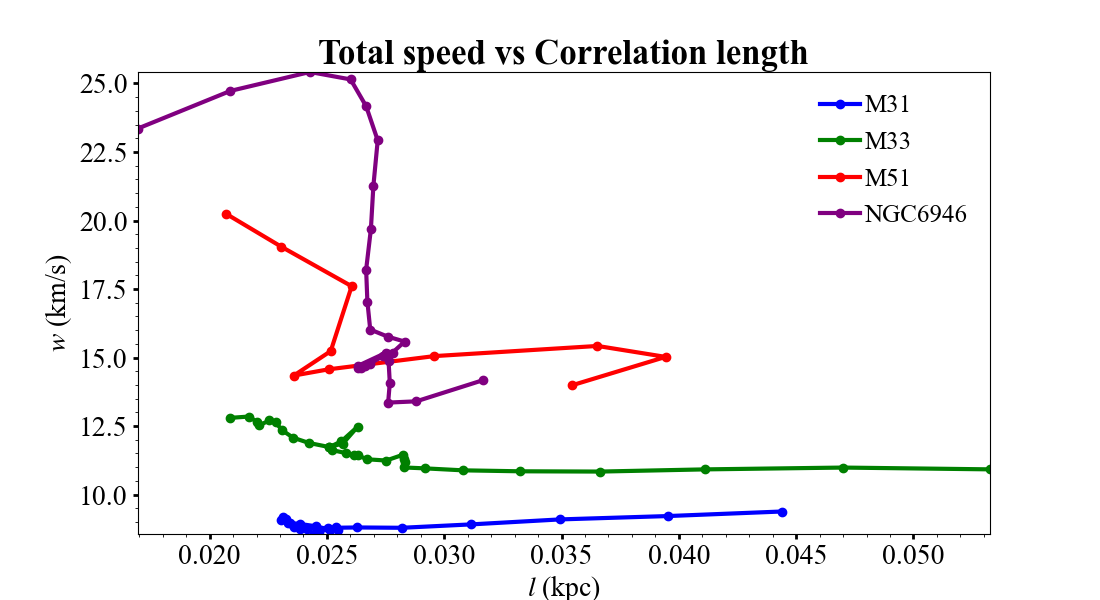 Total speed vs Correlation length
25.0
22.5
20.0
17.5
15.0
12.5
10.0
w (km/s)
M31
M33
M51
NGC6946
0.020 0.025 0.030 0.035 0.040 0.045 0.050
l (kpc)